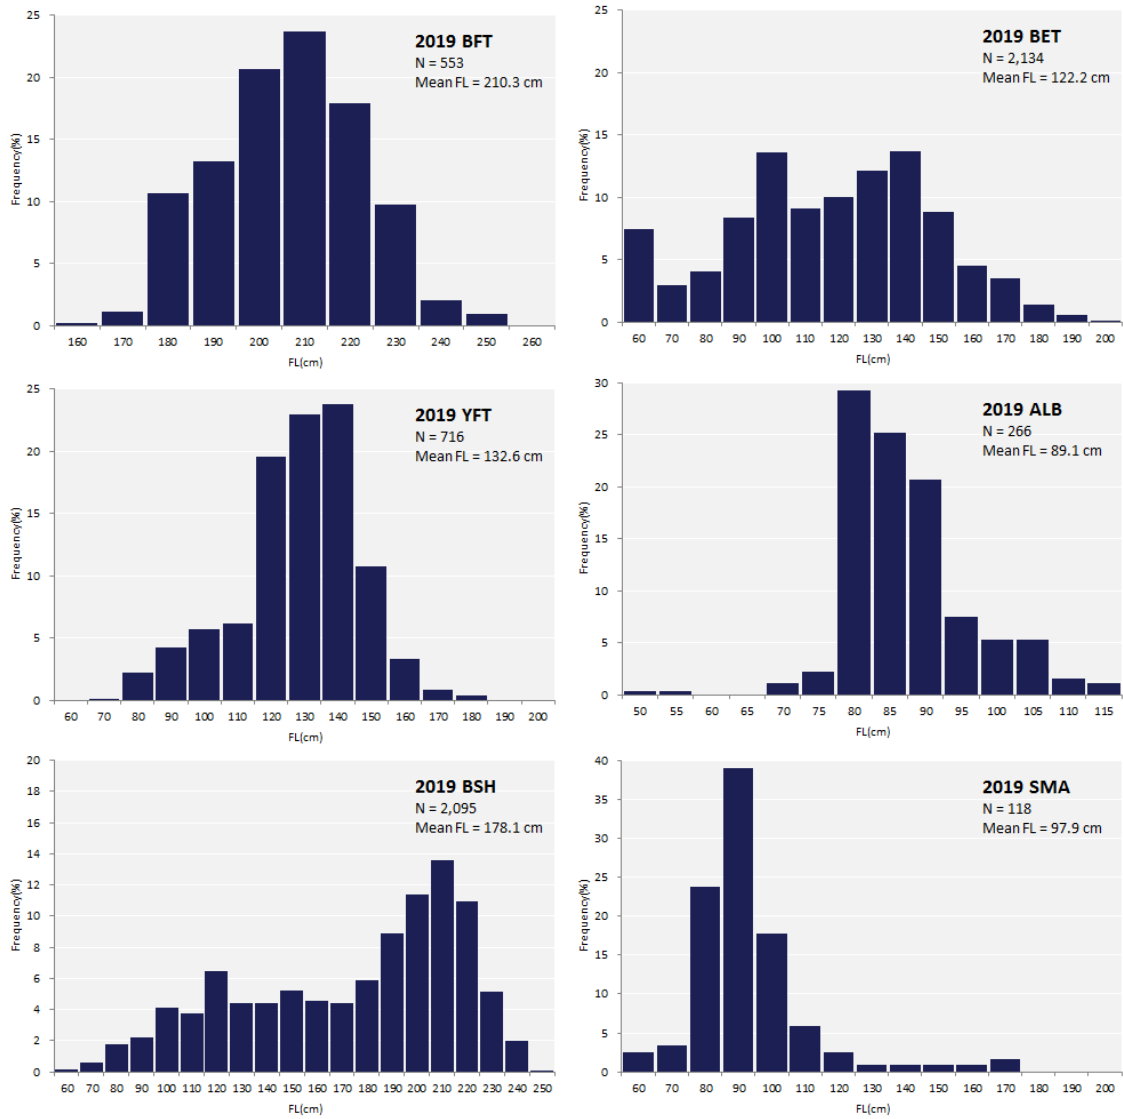 2019 BFT
N = 553
Mean FL = 210.3 cm
Frequency(%)
25
20
15
10
5
0
160 170 180 190 200 210 220 230 240 250 260
FL(cm)
2019 BET
N = 2,134
Mean FL = 122.2 cm
Frequency(%)
25
20
15
10
5
0
60 70 80 90 100 110 120 130 140 150 160 170 180 190 200
FL(cm)
2019 YFT
N = 716
Mean FL = 132.6 cm
Frequency(%)
25
20
15
10
5
0
60 70 80 90 100 110 120 130 140 150 160 170 180 190 200
FL(cm)
2019 ALB
N = 266
Mean FL = 89.1 cm
Frequency(%)
30
25
20
15
10
5
0
50 55 60 65 70 75 80 85 90 95 100 105 110 115
FL(cm)
2019 BSH
N = 2,095
Mean FL = 178.1 cm
Frequency(%)
20
18
16
14
12
10
8
6
4
2
0
60 70 80 90 100 110 120 130 140 150 160 170 180 190 200 210 220 230 240 250
FL(cm)
2019 SMA
N = 118
Mean FL = 97.9 cm
Frequency(%)
40
35
30
25
20
15
10
5
0
60 70 80 90 100 110 120 130 140 150 160 170 180 190 200
FL(cm)